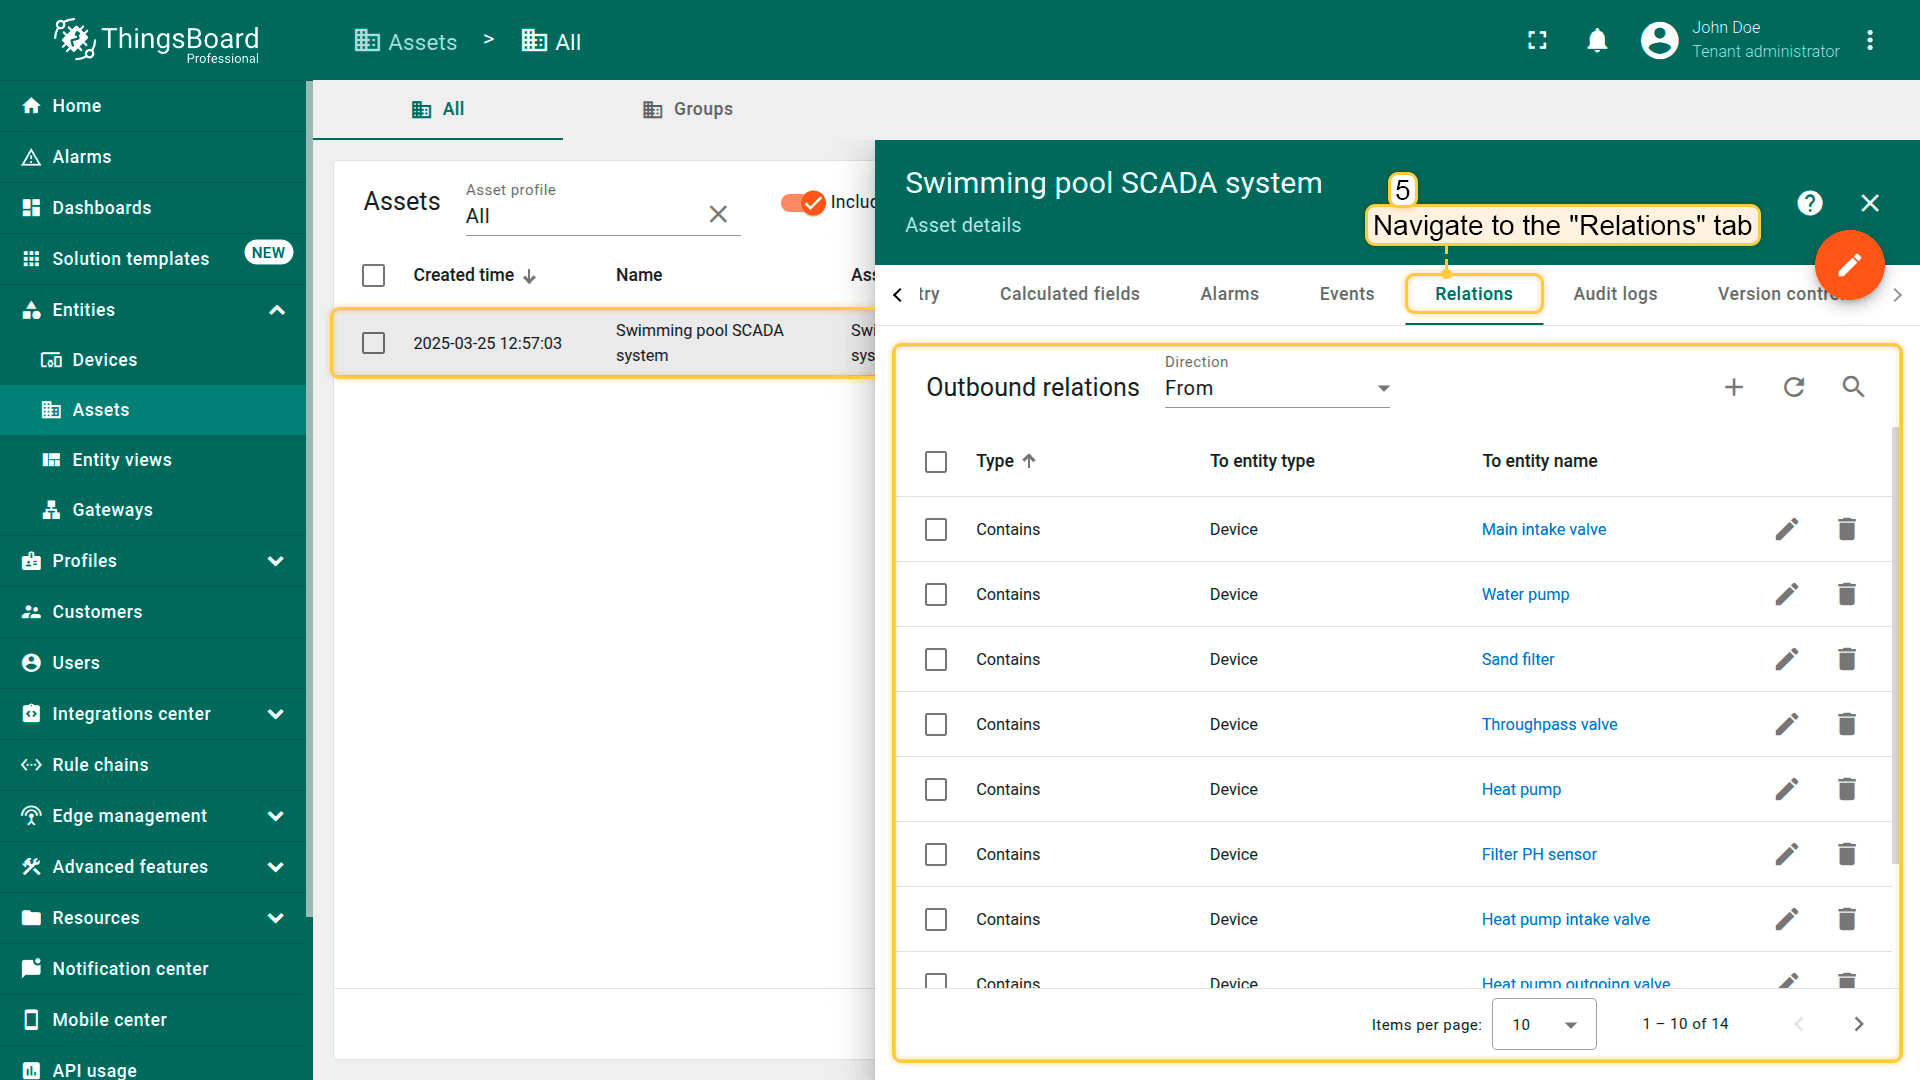 ThingsBoard
Professional
Assets > All
John Doe
Tenant administrator
Home
Alarms
Dashboards
Solution templates NEW
Entities
Devices
Assets
Entity views
Gateways
Profiles
Customers
Users
Integrations center
Rule chains
Edge management
Advanced features
Resources
Notification center
Mobile center
API usage
All Groups
Assets
Asset profile
All
Includ
Created time Name Ass
2025-03-25 12:57:03
Swimming pool SCADA
system
Swi
sys
Swimming pool SCADA system
Asset details
5
Navigate to the "Relations" tab
try Calculated fields Alarms Events Relations Audit logs Version contro
Outbound relations
Direction
From
Type To entity type To entity name
Contains Device Main intake valve
Contains Device Water pump
Contains Device Sand filter
Contains Device Throughpass valve
Contains Device Heat pump
Contains Device Filter PH sensor
Contains Device Heat pump intake valve
Contains Device Heat pump outgoing valve
Items per page: 10 1 – 10 of 14